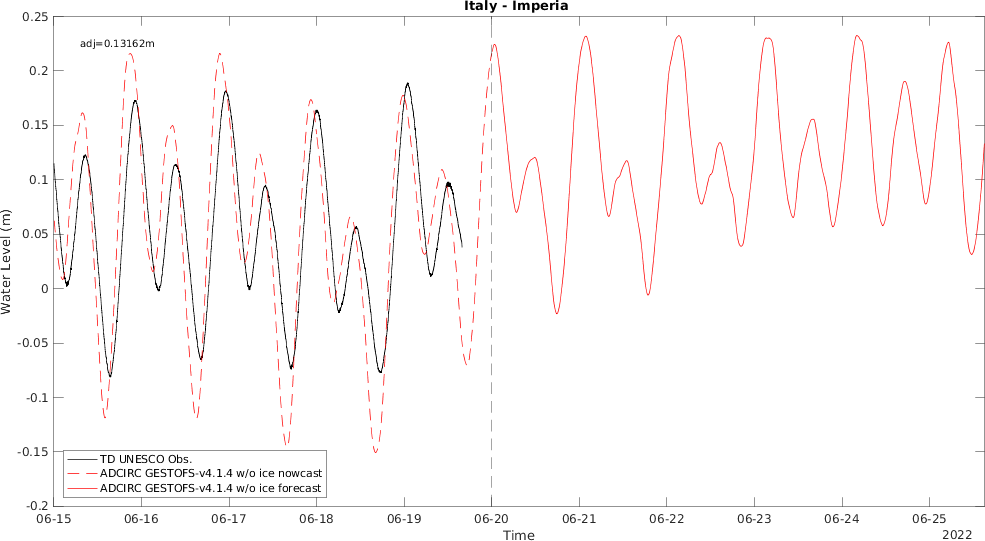 Italy - Imperia
adj=0.13162m
0.25
0.2
0.15
0.1
0.05
0
-0.05
-0.1
-0.15
-0.2
Water Level (m)
TD UNESCO Obs.
ADCIRC GESTOFS-v4.1.4 w/o ice nowcast
ADCIRC GESTOFS-v4.1.4 w/o ice forecast
06-15 06-16 06-17 06-18 06-19 06-20 06-21 06-22 06-23 06-24 06-25
Time
2022